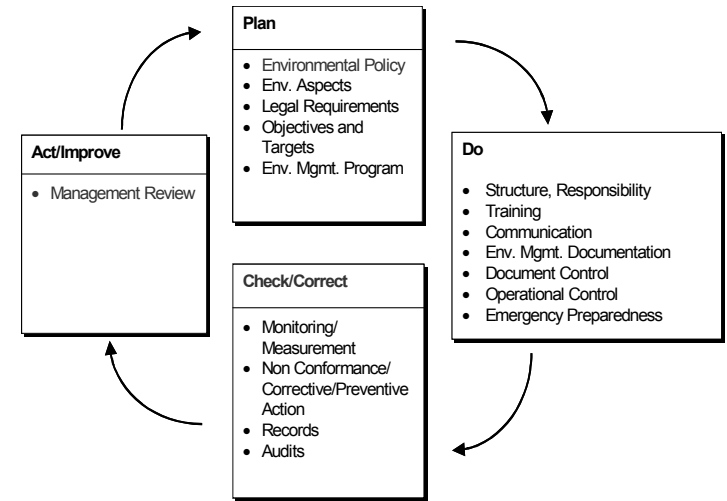 Plan
• Environmental Policy
• Env. Aspects
• Legal Requirements
• Objectives and
Targets
• Env. Mgmt. Program
Do
• Structure, Responsibility
• Training
• Communication
• Env. Mgmt. Documentation
• Document Control
• Operational Control
• Emergency Preparedness
Check/Correct
• Monitoring/
Measurement
• Non Conformance/
Corrective/Preventive
Action
• Records
• Audits
Act/Improve
• Management Review